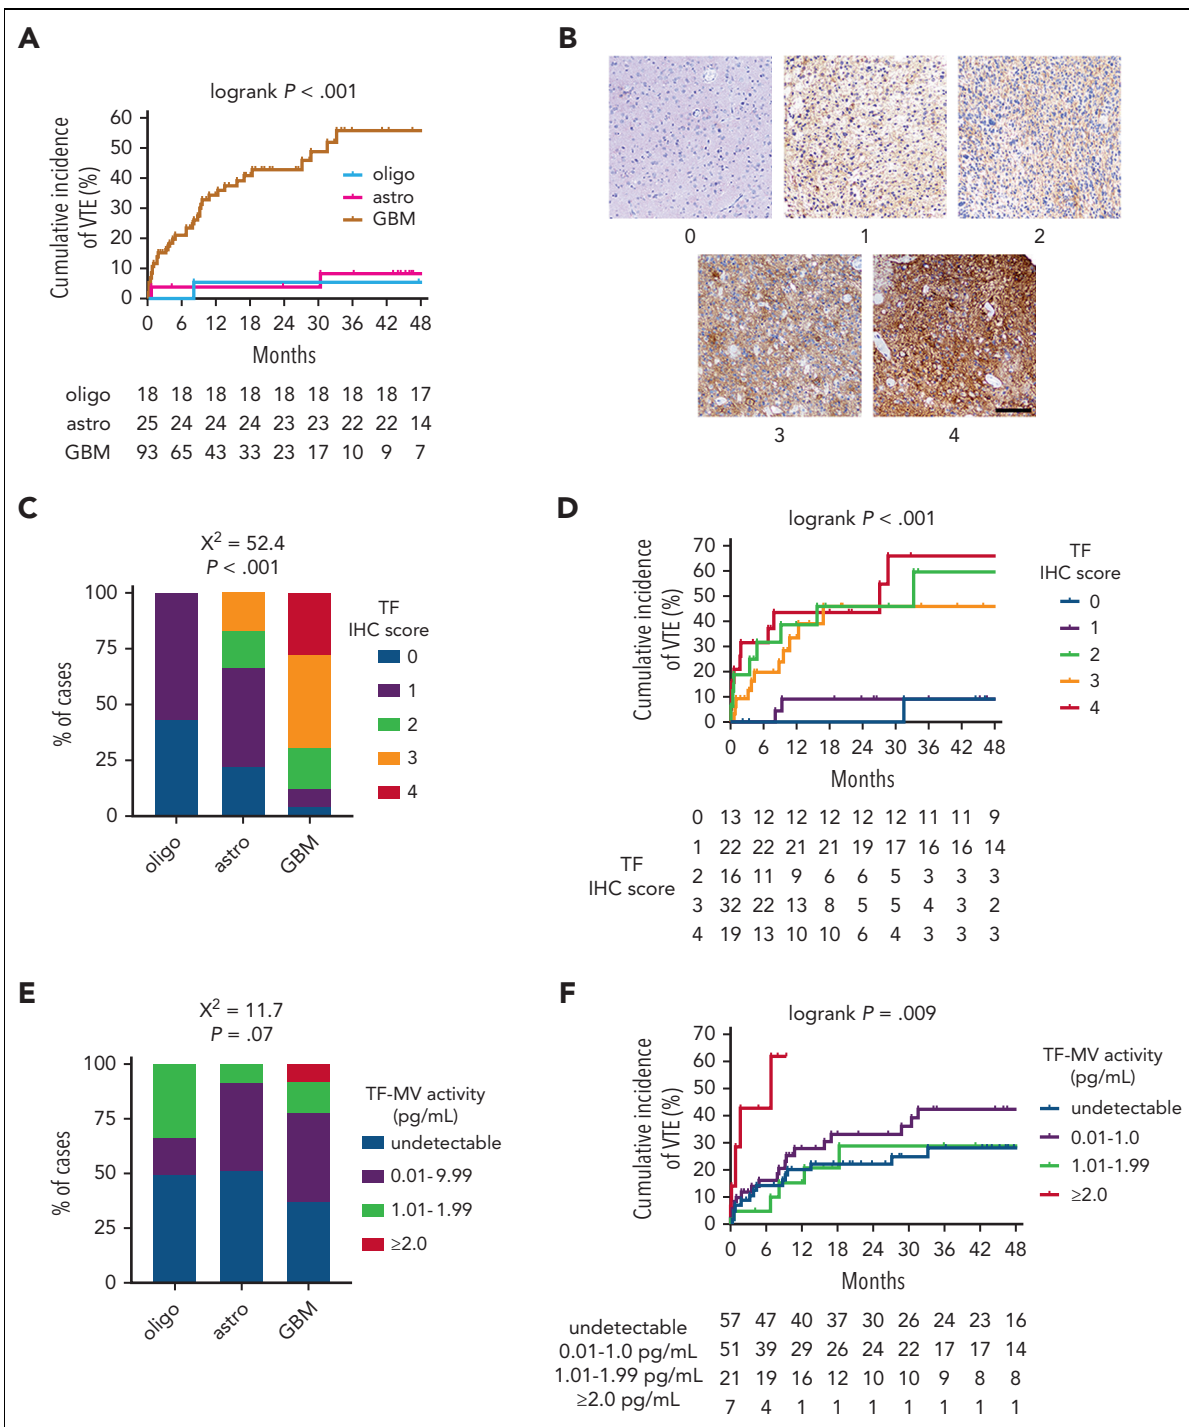 A
logrank P < .001
Cumulative incidence
of VTE (%)
60
50
40
30
20
10
0
oligo
astro
GBM
0 6 12 18 24 30 36 42 48
Months
oligo 18 18 18 18 18 18 18 18 17
astro 25 24 24 24 23 23 22 22 14
GBM 93 65 43 33 23 17 10 9 7
B
0 1 2
3 4
C
X² = 52.4
P < .001
% of cases
100
75
50
25
0
oligo astro GBM
TF
IHC score
0
1
2
3
4
D
logrank P < .001
Cumulative incidence
of VTE (%)
70
60
50
40
30
20
10
0
0 6 12 18 24 30 36 42 48
Months
TF
IHC score
0
1
2
3
4
TF
IHC score
0 13 12 12 12 12 12 11 11 9
1 22 22 21 21 19 17 16 16 14
2 16 11 9 6 6 5 3 3 3
3 32 22 13 8 5 5 4 3 2
4 19 13 10 10 6 4 3 3 3
E
X² = 11.7
P = .07
% of cases
100
75
50
25
0
oligo astro GBM
TF-MV activity
(pg/mL)
undetectable
0.01-9.99
1.01-1.99
≥2.0
F
logrank P = .009
Cumulative incidence
of VTE (%)
70
60
50
40
30
20
10
0
0 6 12 18 24 30 36 42 48
Months
TF-MV activity
(pg/mL)
undetectable
0.01-1.0
1.01-1.99
≥2.0
undetectable 57 47 40 37 30 26 24 23 16
0.01-1.0 pg/mL 51 39 29 26 24 22 17 17 14
1.01-1.99 pg/mL 21 19 16 12 10 10 9 8 8
≥2.0 pg/mL 7 4 1 1 1 1 1 1 1